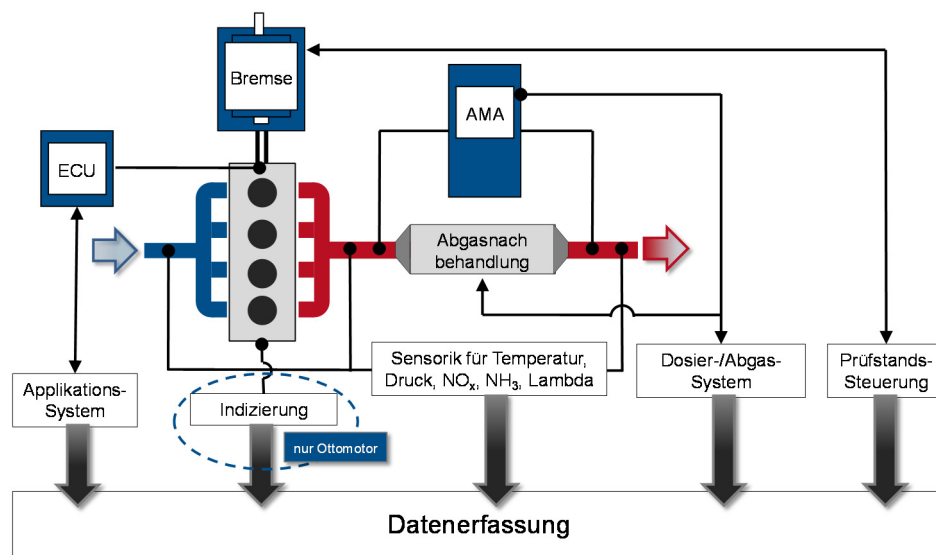 Bremse
AMA
ECU
Abgasnach
behandlung
Sensorik für Temperatur,
Druck, NOx, NH3, Lambda
Dosier-/Abgas-
System
Prüfstands-
Steuerung
Applikations-
System
Indizierung
nur Ottomotor
Datenerfassung